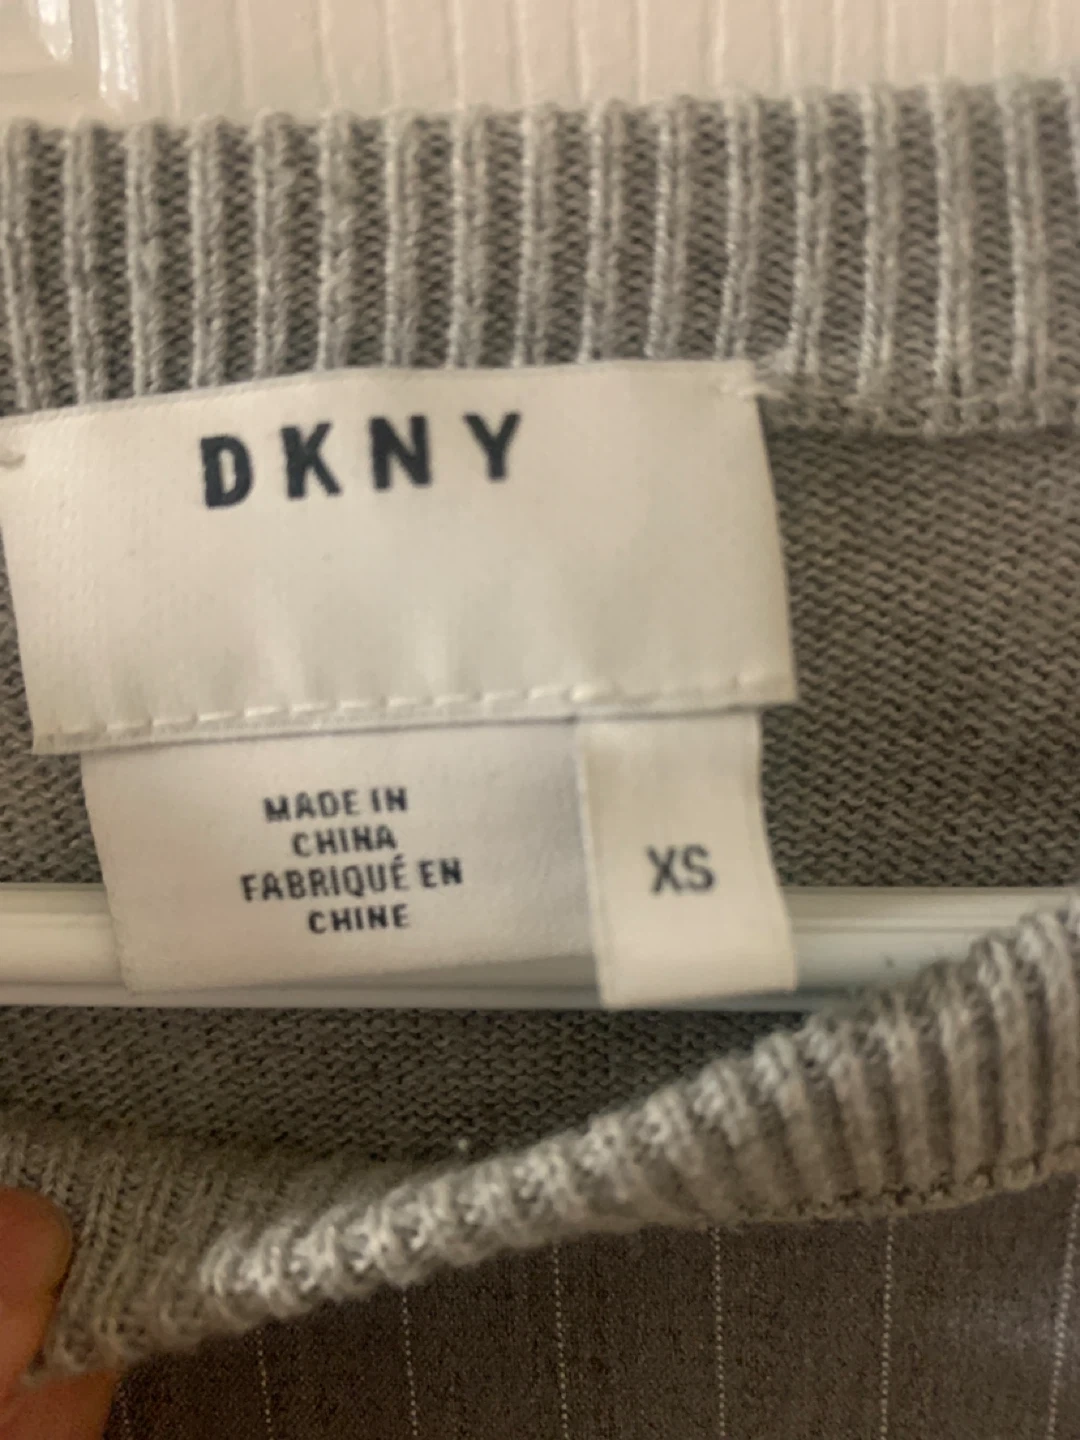 DKNY
MADE IN
CHINA
FABRIQUÉ EN
CHINE
XS